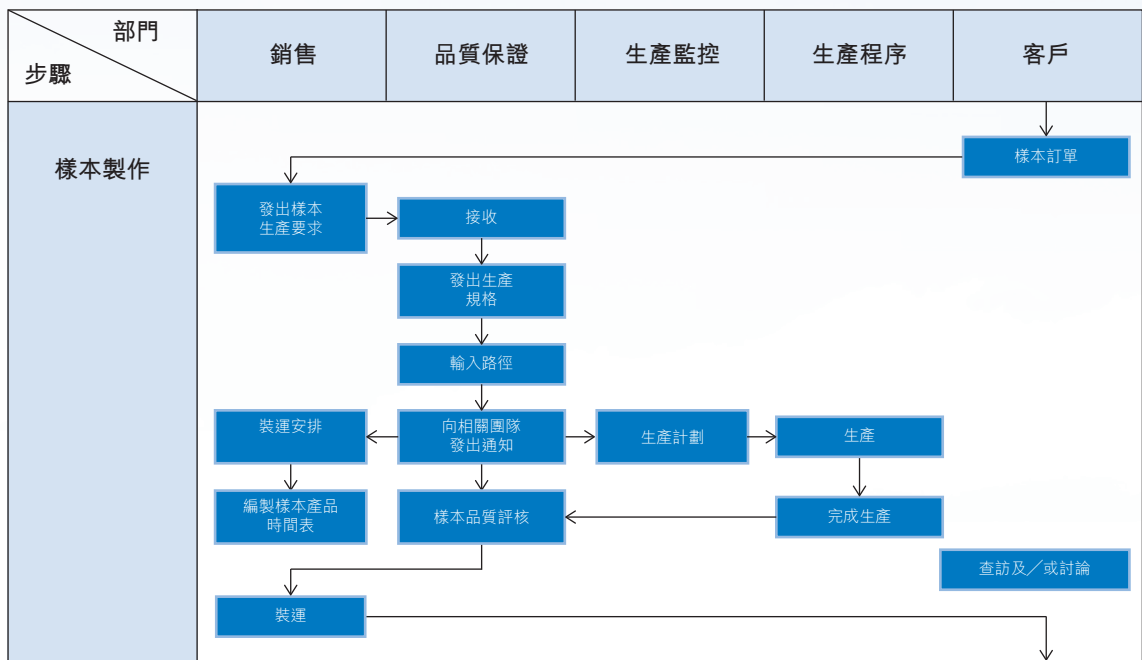 部門
步驟
銷售
品質保證
生產監控
生產程序
客戶
樣本製作
樣本訂單
發出樣本
生產要求
接收
發出生產
規格
輸入路徑
裝運安排
向相關團隊
發出通知
生產計劃
生產
編製樣本產品
時間表
樣本品質評核
完成生產
查訪及╱或討論
裝運